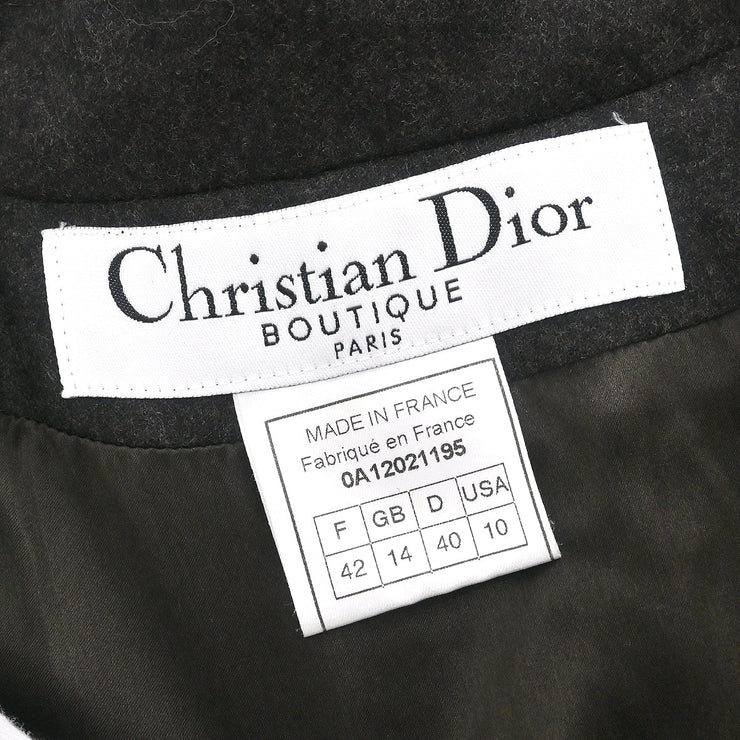 Christian Dior
BOUTIQUE
PARIS
MADE IN FRANCE
Fabriqué en France
0A12021195
F GB D USA
42 14 40 10